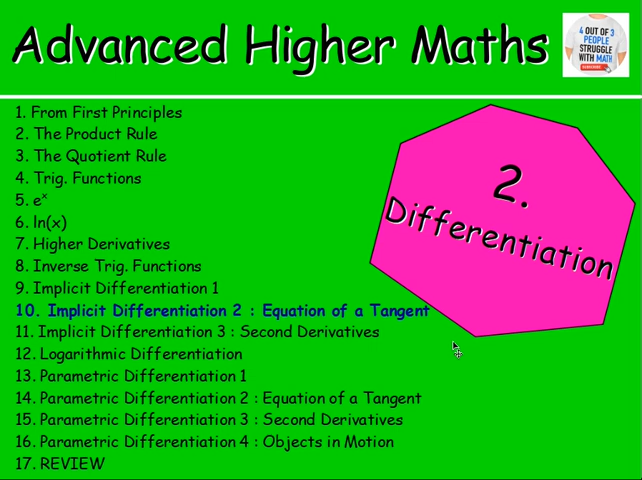 Advanced Higher Maths
4 OUT OF 3
PEOPLE
STRUGGLE
WITH MATH
1. From First Principles
2. The Product Rule
3. The Quotient Rule
4. Trig. Functions
5. eˣ
6. ln(x)
7. Higher Derivatives
8. Inverse Trig. Functions
9. Implicit Differentiation 1
10. Implicit Differentiation 2 : Equation of a Tangent
11. Implicit Differentiation 3 : Second Derivatives
12. Logarithmic Differentiation
13. Parametric Differentiation 1
14. Parametric Differentiation 2 : Equation of a Tangent
15. Parametric Differentiation 3 : Second Derivatives
16. Parametric Differentiation 4 : Objects in Motion
17. REVIEW
2.
Differentiation